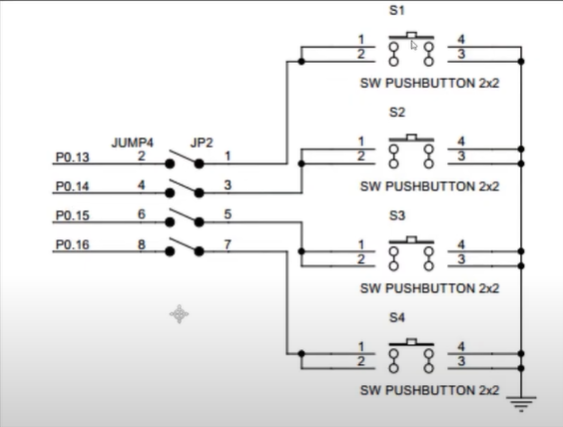 S1
1 4
2 3
SW PUSHBUTTON 2x2
S2
1 4
2 3
SW PUSHBUTTON 2x2
JUMP4 JP2
P0.13 2 1
P0.14 4 3
P0.15 6 5
P0.16 8 7
S3
1 4
2 3
SW PUSHBUTTON 2x2
S4
1 4
2 3
SW PUSHBUTTON 2x2